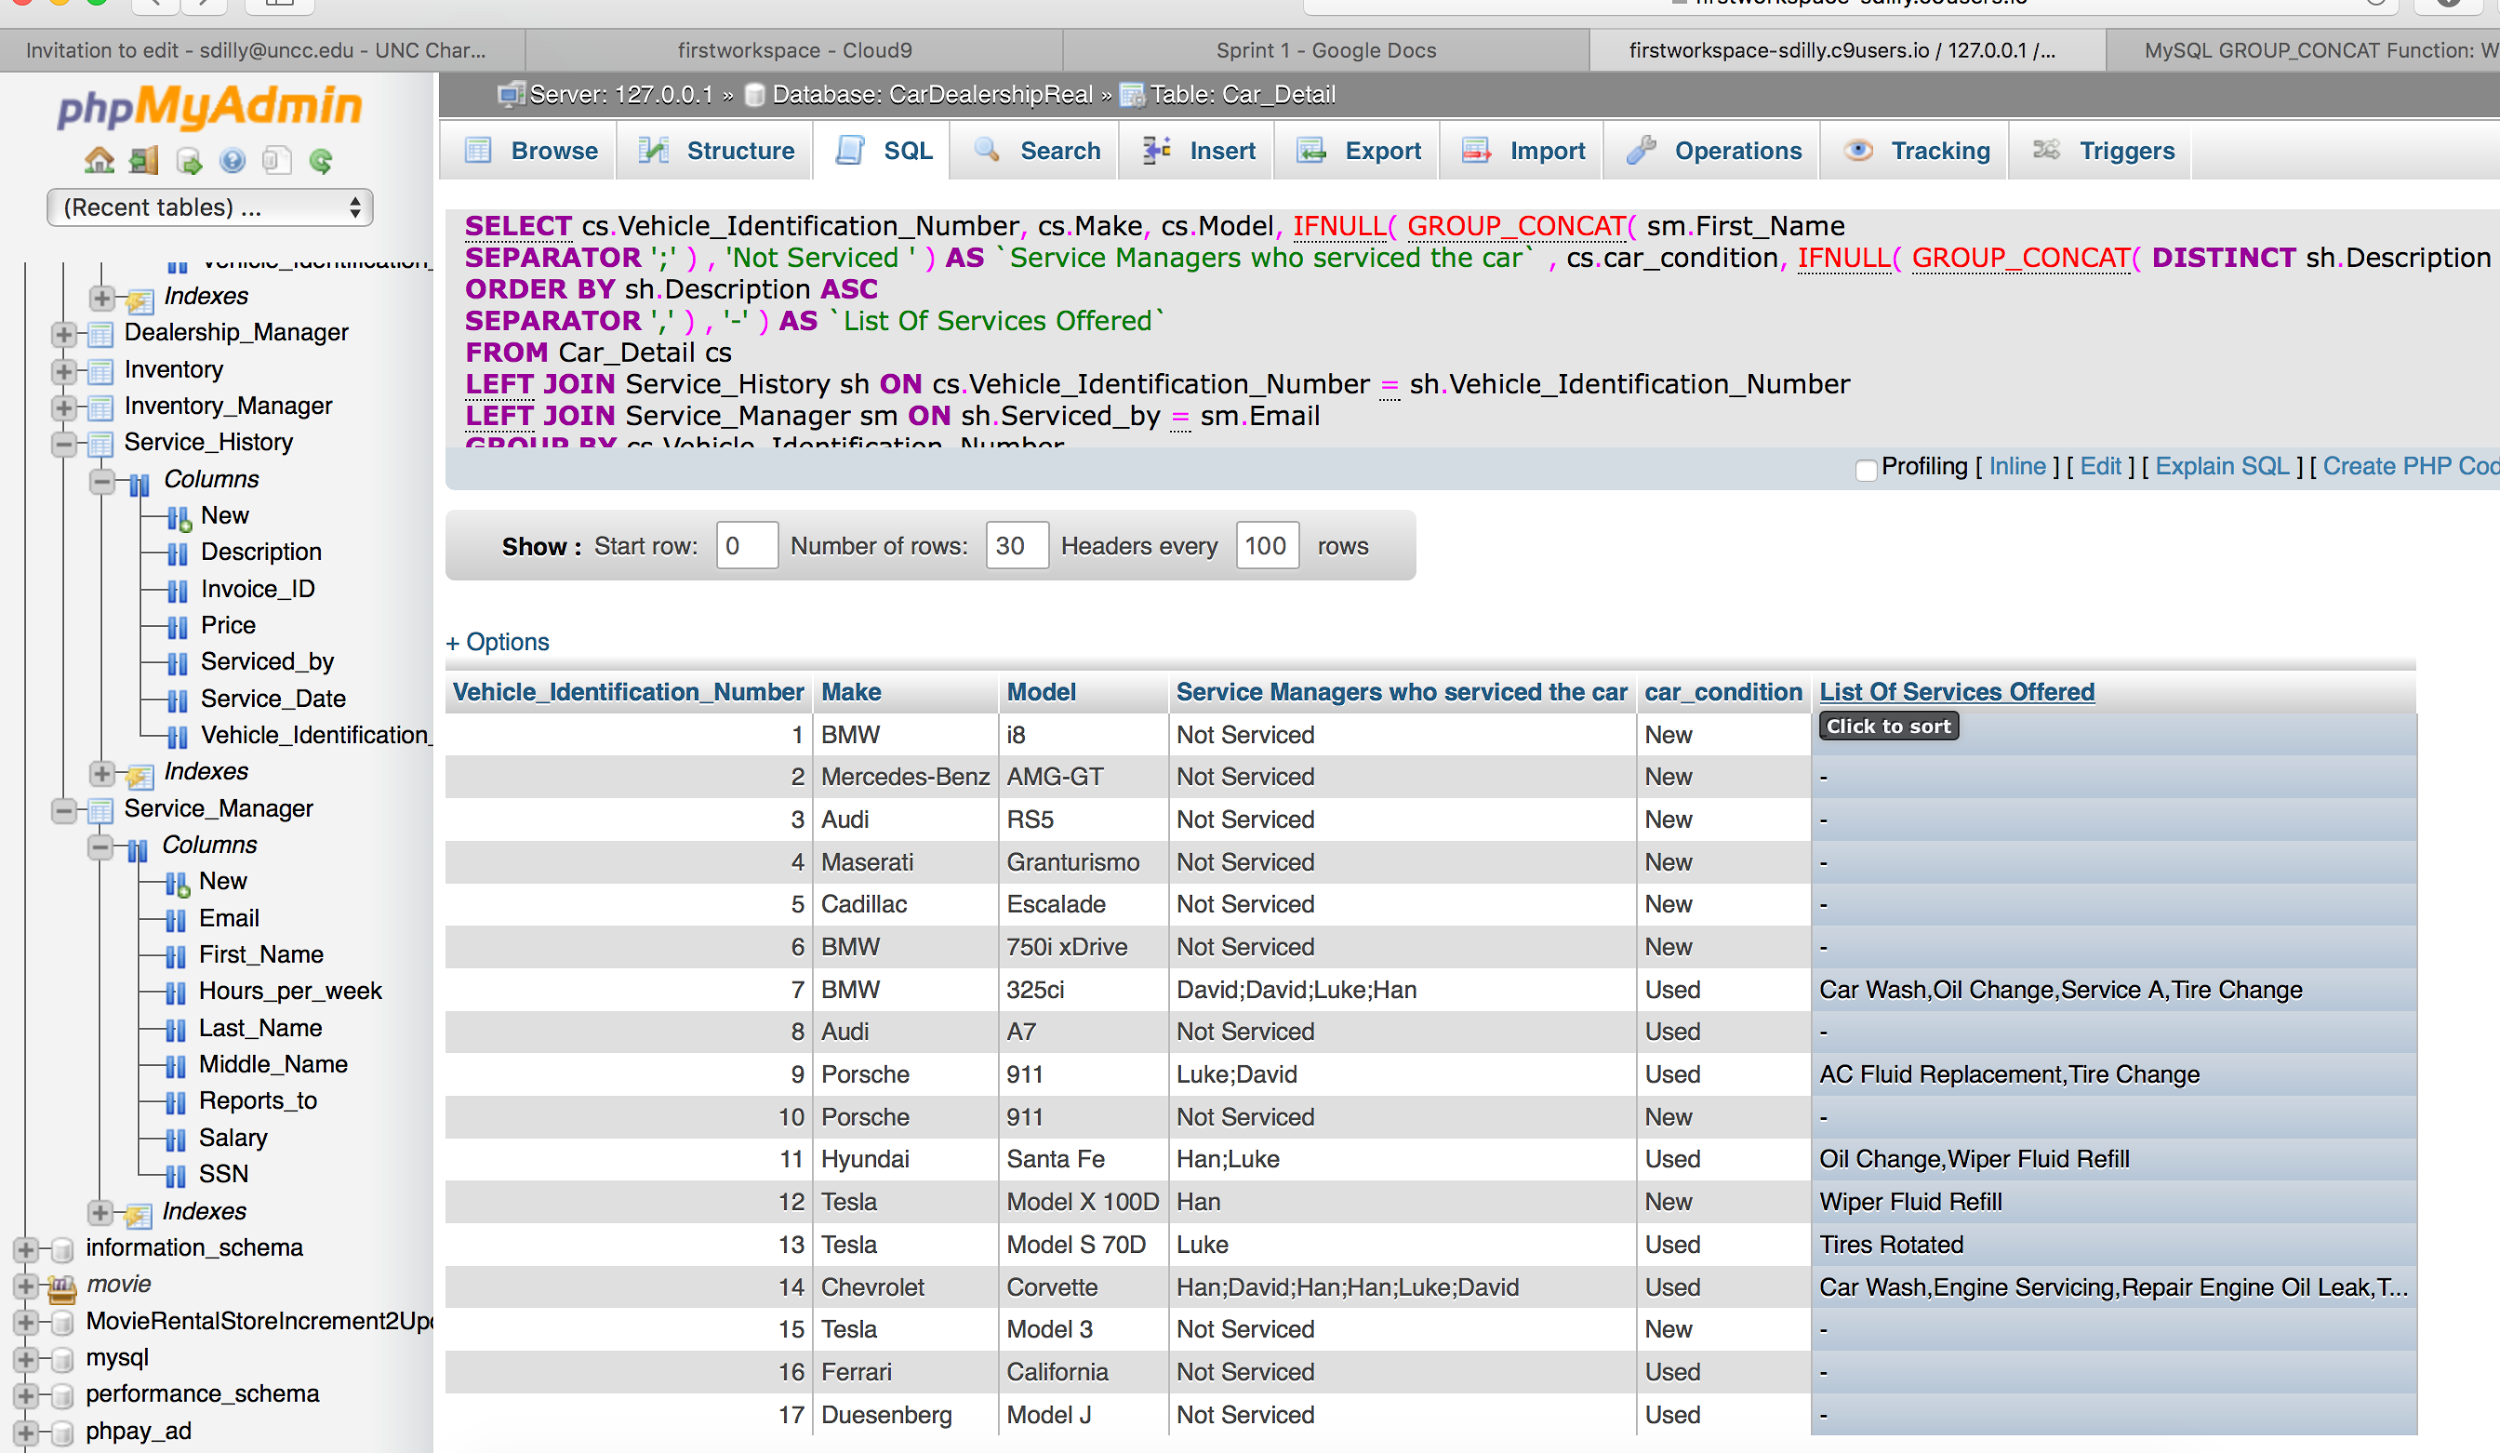 Invitation to edit - sdilly@uncc.edu - UNC Char...
firstworkspace - Cloud9
Sprint 1 - Google Docs
firstworkspace-sdilly.c9users.io / 127.0.0.1 /...
MySQL GROUP_CONCAT Function: W
phpMyAdmin
(Recent tables) ...
Indexes
Dealership_Manager
Inventory
Inventory_Manager
Service_History
Columns
New
Description
Invoice_ID
Price
Serviced_by
Service_Date
Vehicle_Identification_
Indexes
Service_Manager
Columns
New
Email
First_Name
Hours_per_week
Last_Name
Middle_Name
Reports_to
Salary
SSN
Indexes
information_schema
movie
MovieRentalStoreIncrement2Up
mysql
performance_schema
phpay_ad
Server: 127.0.0.1 » Database: CarDealershipReal » Table: Car_Detail
Browse Structure SQL Search Insert Export Import Operations Tracking Triggers
SELECT cs.Vehicle_Identification_Number, cs.Make, cs.Model, IFNULL( GROUP_CONCAT( sm.First_Name
SEPARATOR ';' ) , 'Not Serviced ' ) AS `Service Managers who serviced the car` , cs.car_condition, IFNULL( GROUP_CONCAT( DISTINCT sh.Description
ORDER BY sh.Description ASC
SEPARATOR ',' ) , '-' ) AS `List Of Services Offered`
FROM Car_Detail cs
LEFT JOIN Service_History sh ON cs.Vehicle_Identification_Number = sh.Vehicle_Identification_Number
LEFT JOIN Service_Manager sm ON sh.Serviced_by = sm.Email
GROUP BY cs.Vehicle_Identification_Number
Profiling [ Inline ] [ Edit ] [ Explain SQL ] [ Create PHP Cod
Show : Start row: 0 Number of rows: 30 Headers every 100 rows
+ Options
Vehicle_Identification_Number Make Model Service Managers who serviced the car car_condition List Of Services Offered
Click to sort
1 BMW i8 Not Serviced New
2 Mercedes-Benz AMG-GT Not Serviced New -
3 Audi RS5 Not Serviced New -
4 Maserati Granturismo Not Serviced New -
5 Cadillac Escalade Not Serviced New -
6 BMW 750i xDrive Not Serviced New -
7 BMW 325ci David;David;Luke;Han Used Car Wash,Oil Change,Service A,Tire Change
8 Audi A7 Not Serviced Used -
9 Porsche 911 Luke;David Used AC Fluid Replacement,Tire Change
10 Porsche 911 Not Serviced New -
11 Hyundai Santa Fe Han;Luke Used Oil Change,Wiper Fluid Refill
12 Tesla Model X 100D Han New Wiper Fluid Refill
13 Tesla Model S 70D Luke Used Tires Rotated
14 Chevrolet Corvette Han;David;Han;Han;Luke;David Used Car Wash,Engine Servicing,Repair Engine Oil Leak,T...
15 Tesla Model 3 Not Serviced New -
16 Ferrari California Not Serviced Used -
17 Duesenberg Model J Not Serviced Used -